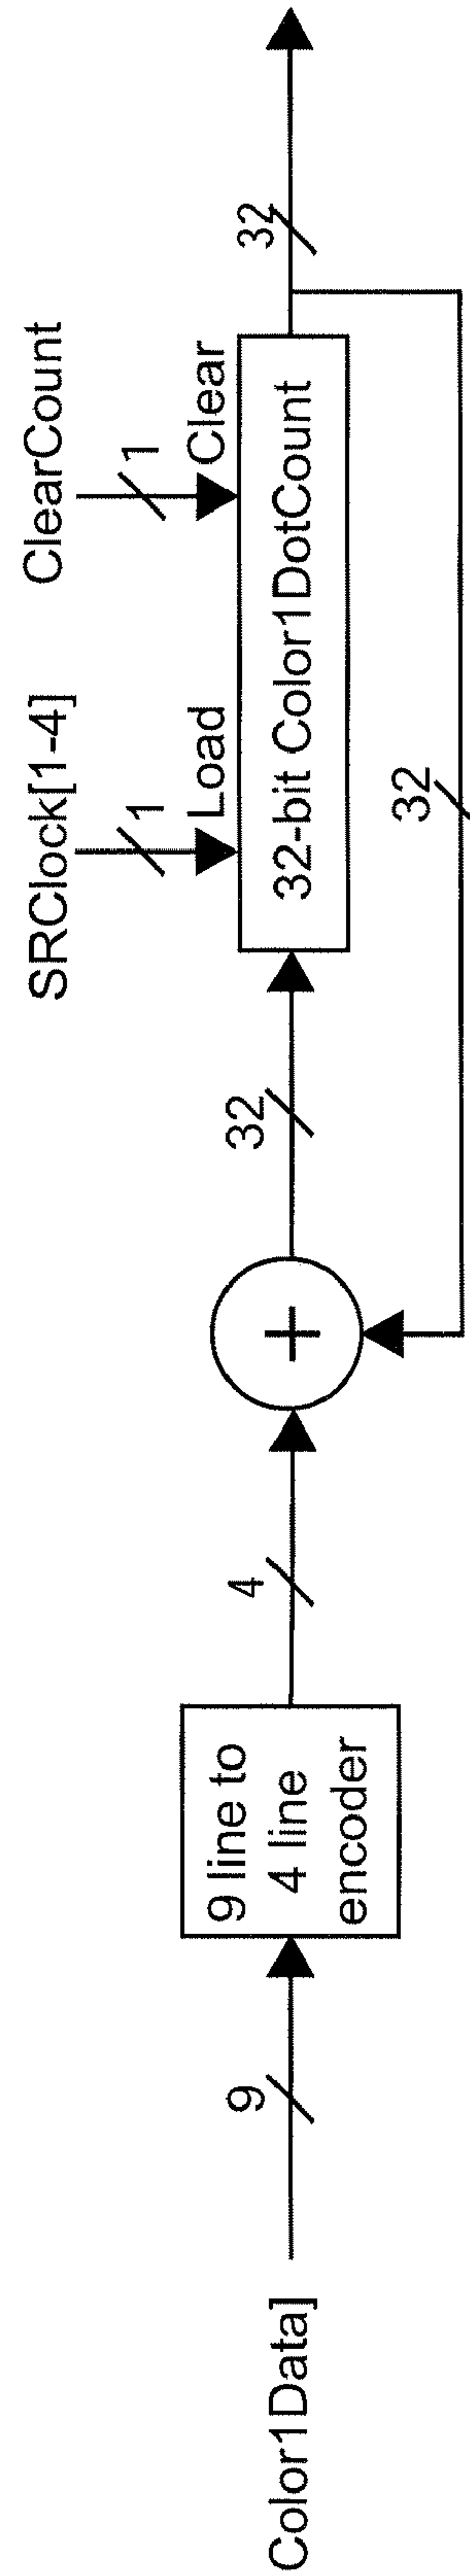 Color1Data]
9
9 line to
4 line
encoder
4
+
32
SRClock[1-4]
1
Load
ClearCount
1
Clear
32-bit Color1DotCount
32
32